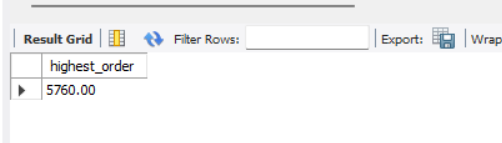 Result Grid Filter Rows: Export: Wrap
highest_order
5760.00